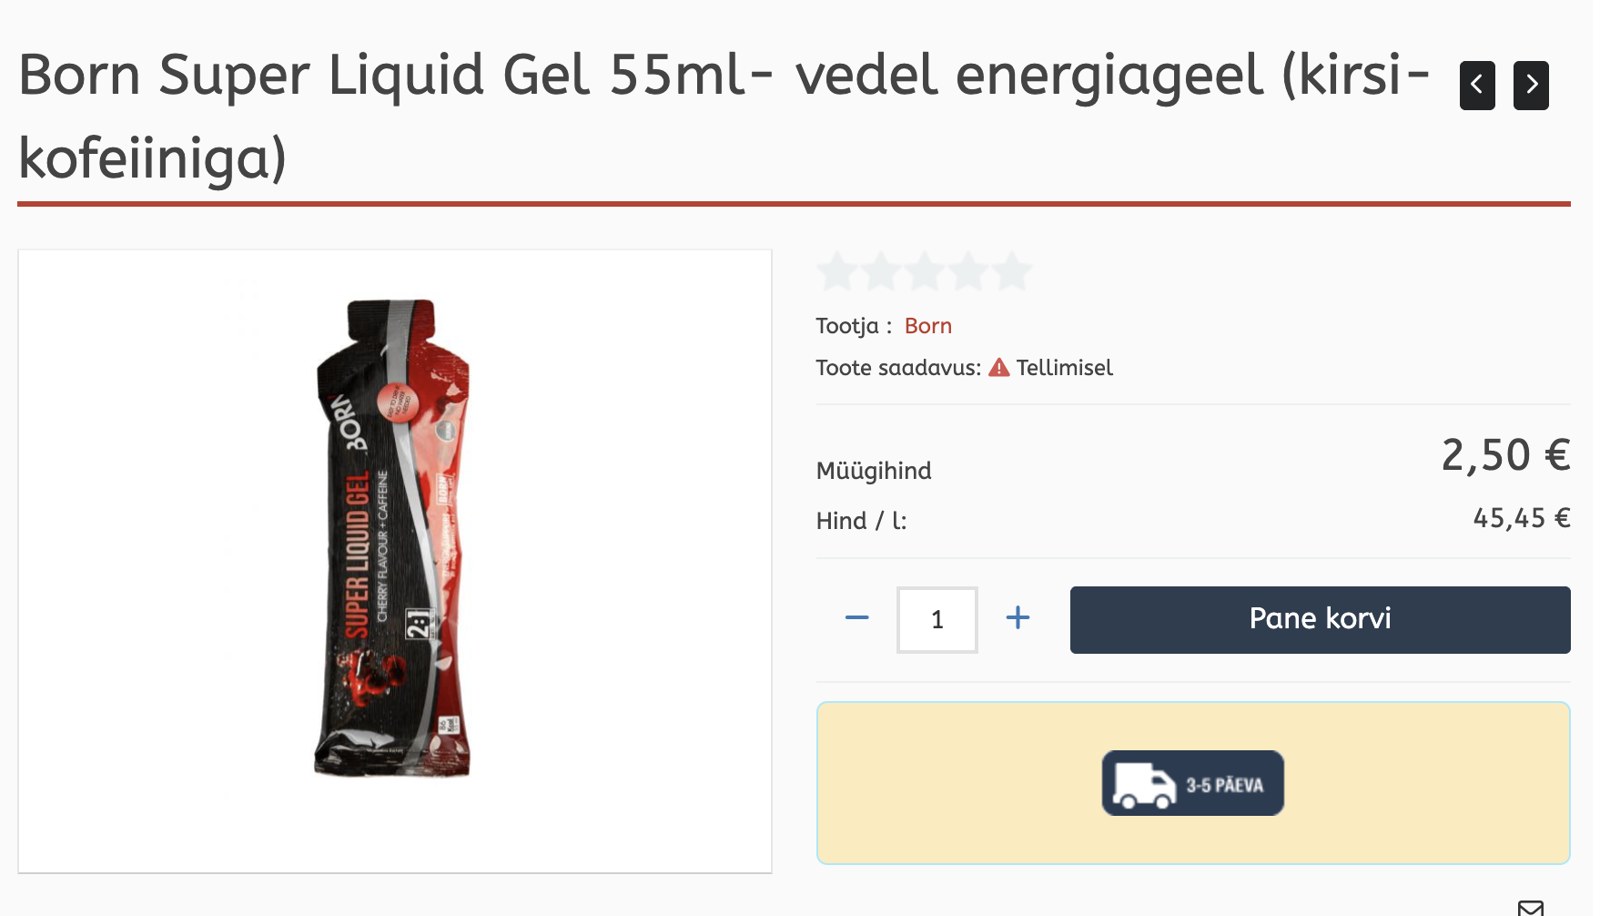 Born Super Liquid Gel 55ml- vedel energiageel (kirsi-
kofeiiniga)
Tootja : Born
Toote saadavus: Tellimisel
Müügihind 2,50 €
Hind / l: 45,45 €
1
Pane korvi
3-5 PÄEVA
BORN
SUPER LIQUID GEL
CHERRY FLAVOUR + CAFFEINE
2:1
BORN